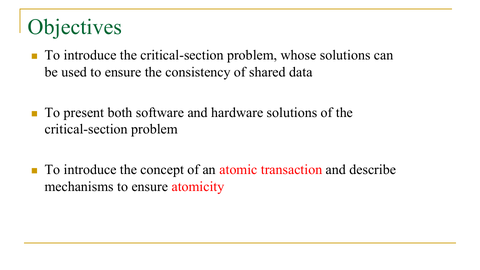 Objectives
To introduce the critical-section problem, whose solutions can
be used to ensure the consistency of shared data
To present both software and hardware solutions of the
critical-section problem
To introduce the concept of an atomic transaction and describe
mechanisms to ensure atomicity